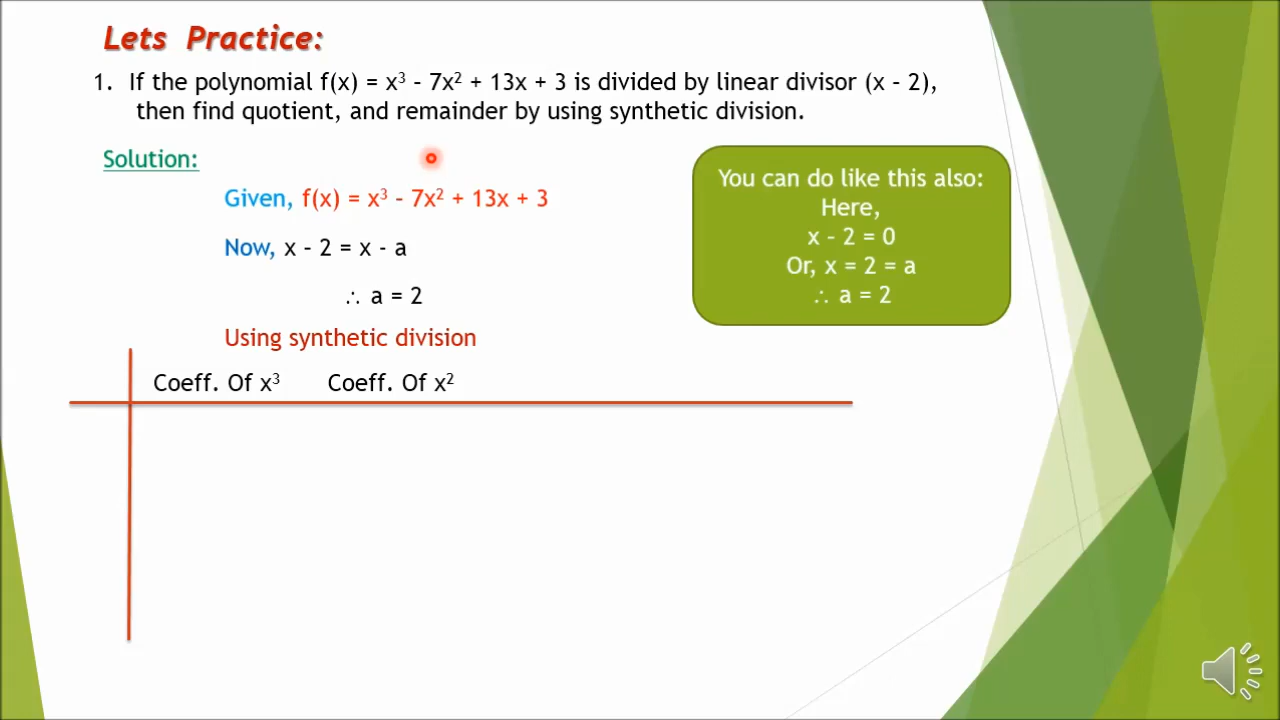 Lets Practice:
1. If the polynomial f(x) = x³ – 7x² + 13x + 3 is divided by linear divisor (x – 2),
then find quotient, and remainder by using synthetic division.
Solution:
Given, f(x) = x³ – 7x² + 13x + 3
Now, x – 2 = x - a
∴ a = 2
Using synthetic division
Coeff. Of x³ Coeff. Of x²
You can do like this also:
Here,
x – 2 = 0
Or, x = 2 = a
∴ a = 2